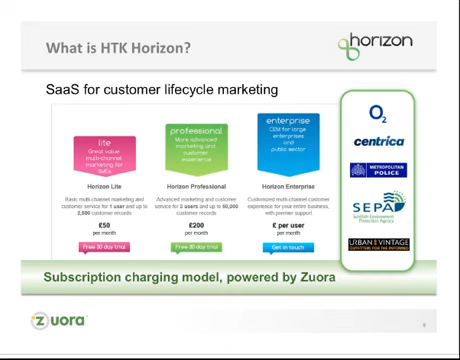 What is HTK Horizon?
horizon
SaaS for customer lifecycle marketing
lite
Great value
multi-channel
marketing for
SMEs
Horizon Lite
Basic multi-channel marketing and
customer service for 1 user and up to
2,500 customer records
£50
per month
Free 30 day trial
professional
More advanced
marketing and
customer
experience
Horizon Professional
Advanced marketing and customer
service for 3 users and up to 50,000
customer records
£200
per month
Free 30 day trial
enterprise
CEM for large
enterprises
and public
sector
Horizon Enterprise
Customized multi-channel customer
experience for your entire business,
with premier support
£ per user
per month
Get in touch
O2
centrica
METROPOLITAN
POLICE
SEPA
Scottish Environment
Protection Agency
URBAN VINTAGE
Subscription charging model, powered by Zuora
zuora